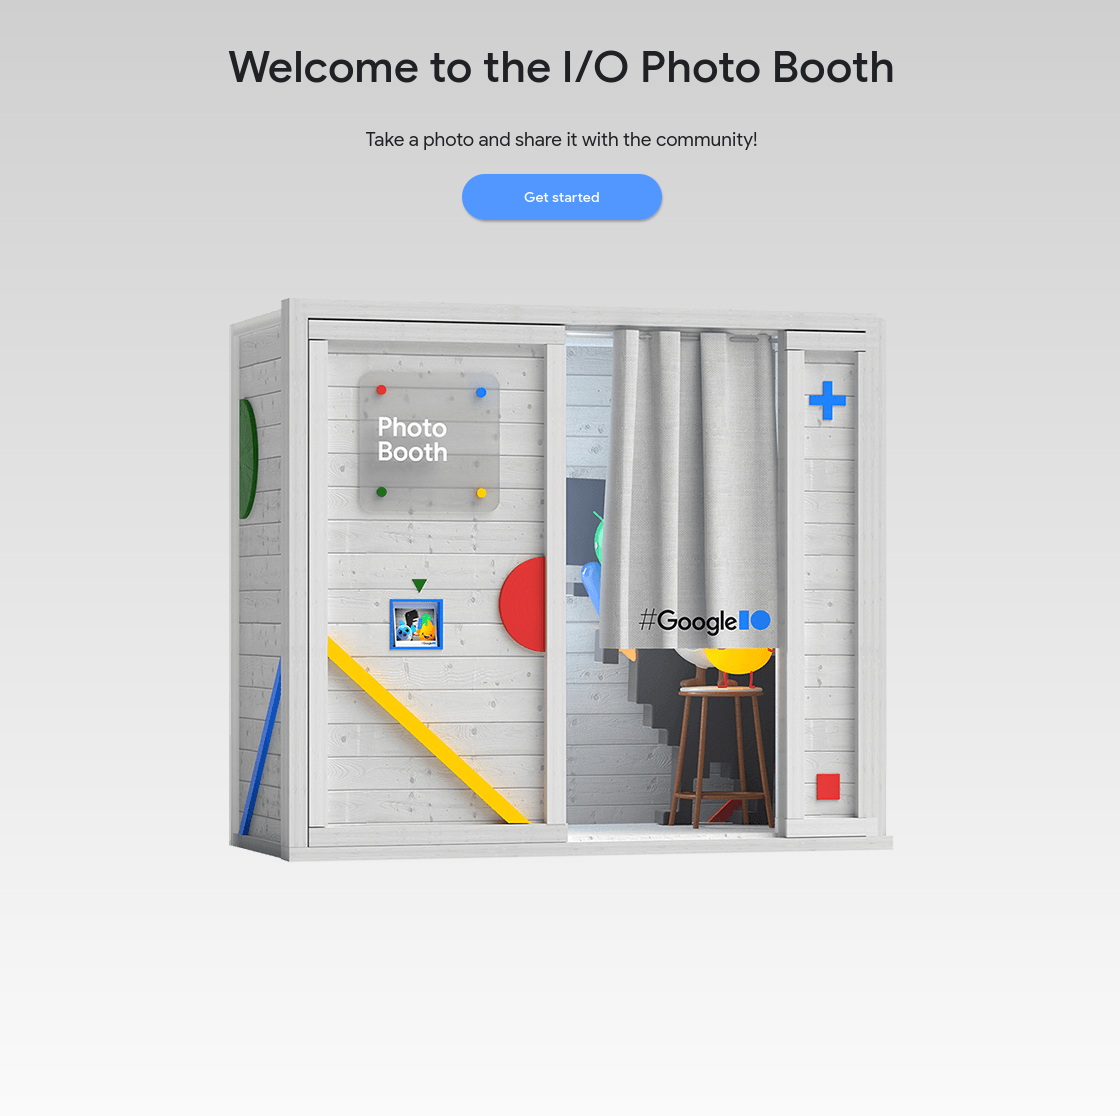 Welcome to the I/O Photo Booth
Take a photo and share it with the community!
Get started
Photo
Booth
#GoogleIO